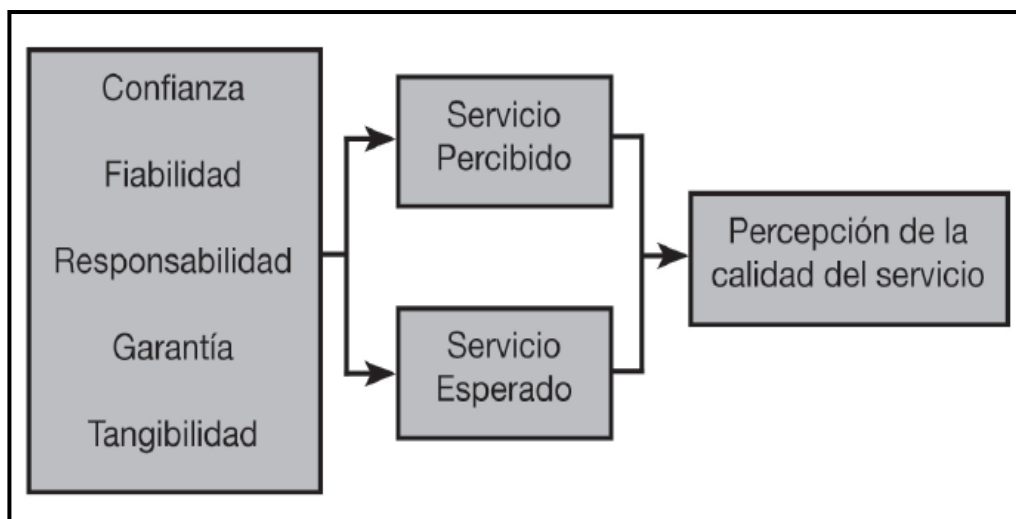 Confianza
Fiabilidad
Responsabilidad
Garantía
Tangibilidad
Servicio
Percibido
Servicio
Esperado
Percepción de la
calidad del servicio